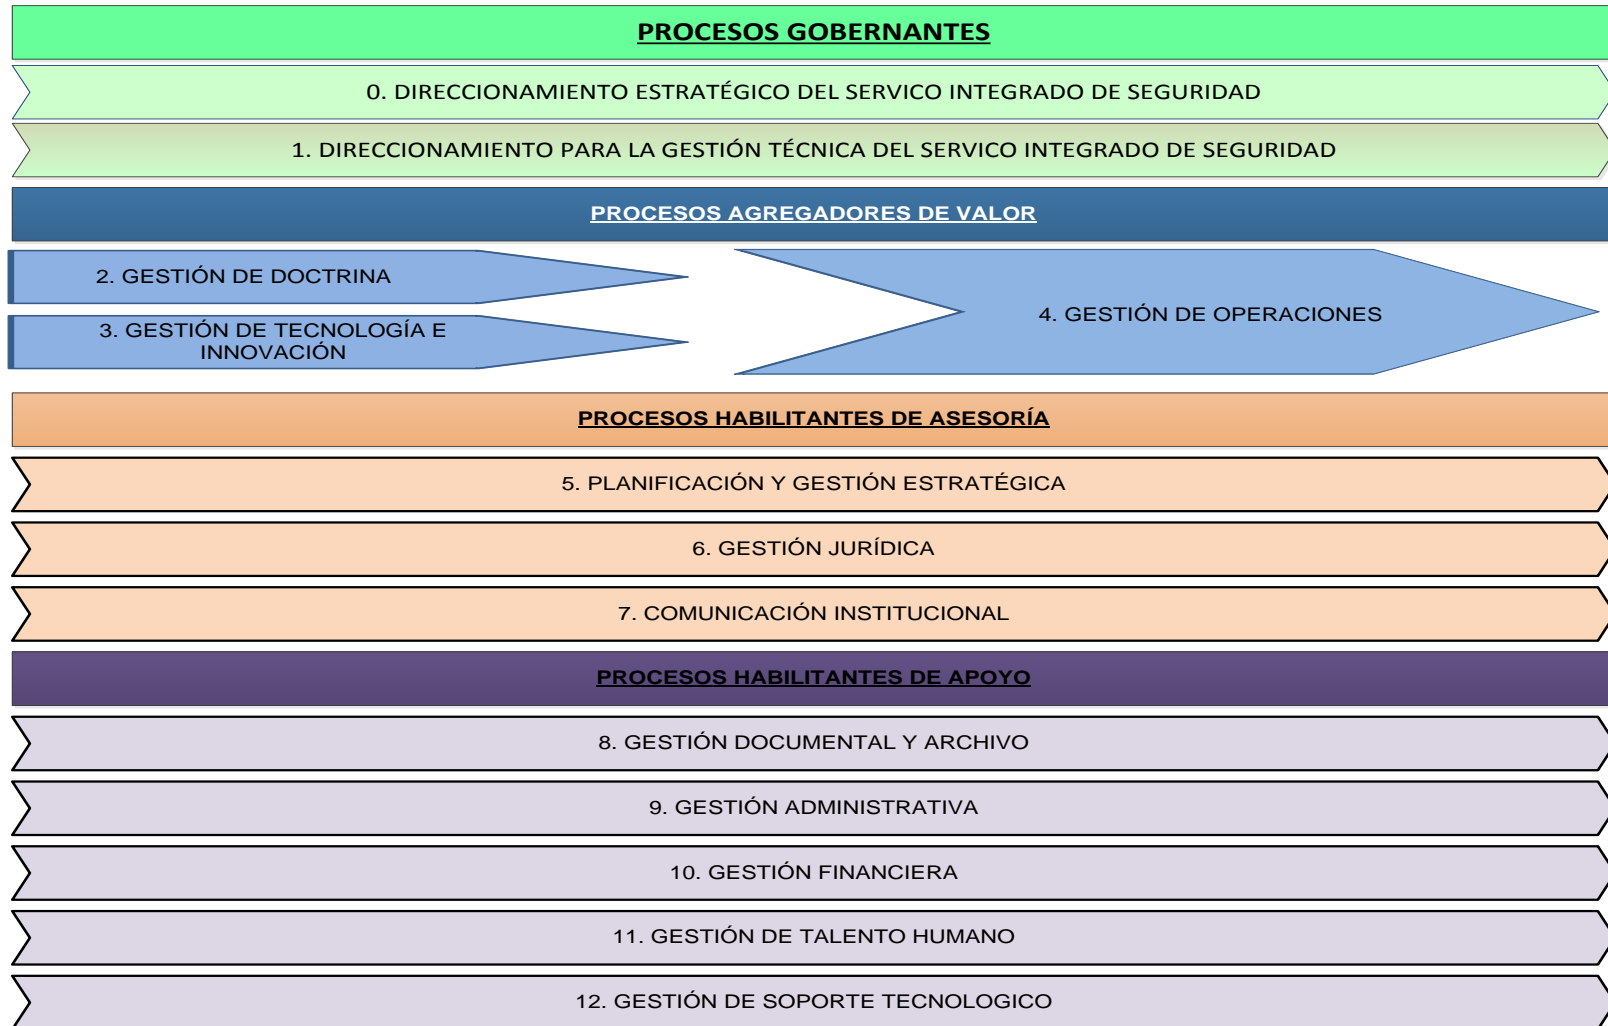 PROCESOS GOBERNANTES
0. DIRECCIONAMIENTO ESTRATÉGICO DEL SERVICO INTEGRADO DE SEGURIDAD
1. DIRECCIONAMIENTO PARA LA GESTIÓN TÉCNICA DEL SERVICO INTEGRADO DE SEGURIDAD
PROCESOS AGREGADORES DE VALOR
2. GESTIÓN DE DOCTRINA
3. GESTIÓN DE TECNOLOGÍA E
INNOVACIÓN
4. GESTIÓN DE OPERACIONES
PROCESOS HABILITANTES DE ASESORÍA
5. PLANIFICACIÓN Y GESTIÓN ESTRATÉGICA
6. GESTIÓN JURÍDICA
7. COMUNICACIÓN INSTITUCIONAL
PROCESOS HABILITANTES DE APOYO
8. GESTIÓN DOCUMENTAL Y ARCHIVO
9. GESTIÓN ADMINISTRATIVA
10. GESTIÓN FINANCIERA
11. GESTIÓN DE TALENTO HUMANO
12. GESTIÓN DE SOPORTE TECNOLOGICO